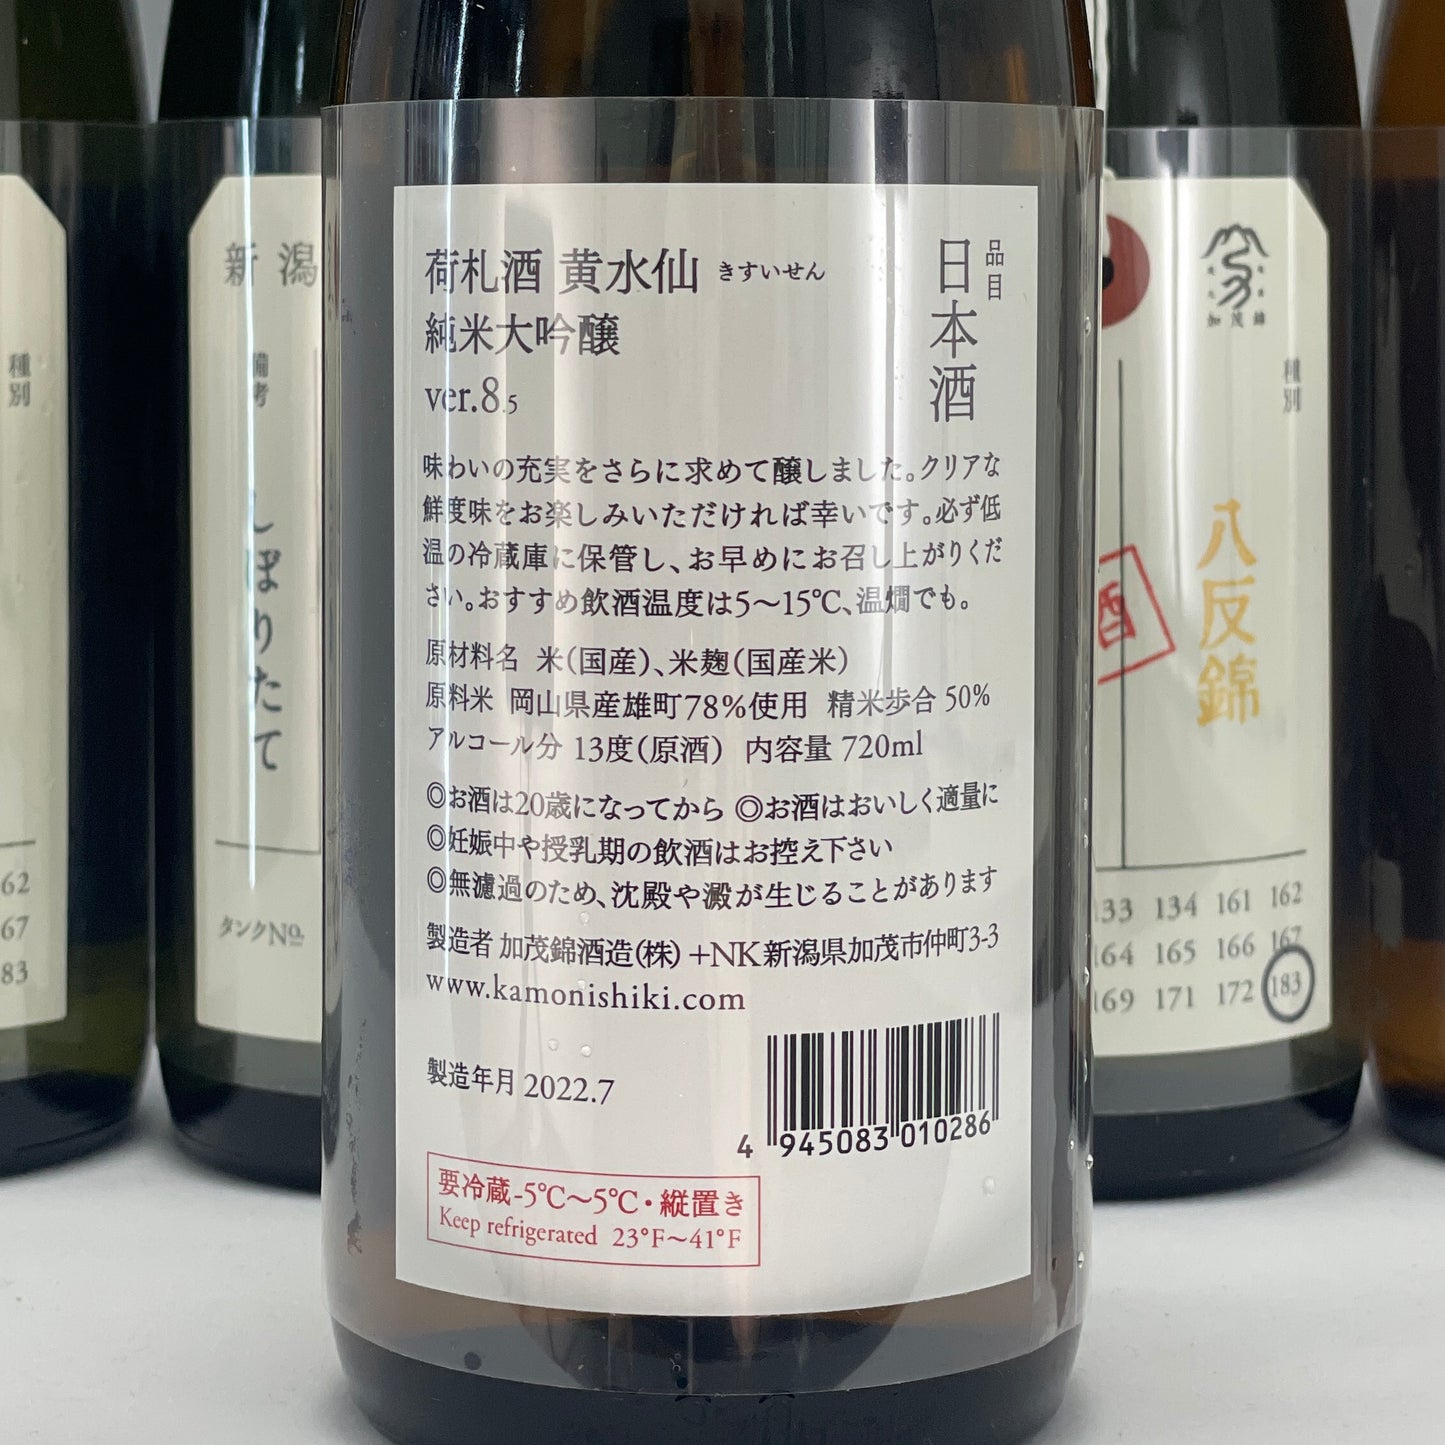 荷札酒 黄水仙 きすいせん
純米大吟醸
ver.8.5
品目
日本酒
味わいの充実をさらに求めて醸しました。クリアな
鮮度味をお楽しみいただければ幸いです。必ず低
温の冷蔵庫に保管し、お早めにお召し上がりくだ
さい。おすすめ飲酒温度は5〜15℃、温燗でも。
原材料名 米(国産)、米麹(国産米)
原料米 岡山県産雄町78%使用 精米歩合 50%
アルコール分 13度(原酒) 内容量 720ml
◎お酒は20歳になってから ◎お酒はおいしく適量に
◎妊娠中や授乳期の飲酒はお控え下さい
◎無濾過のため、沈殿や澱が生じることがあります
製造者 加茂錦酒造(株) +NK新潟県加茂市仲町3-3
www.kamonishiki.com
製造年月 2022.7
4 945083 010286
要冷蔵-5℃〜5℃・縦置き
Keep refrigerated 23°F〜41°F
種別
62
67
83
新潟
備考
しぼりたて
タンクNo.
加茂錦
種別
八反錦
酒
133 134 161 162
164 165 166 167
169 171 172 183